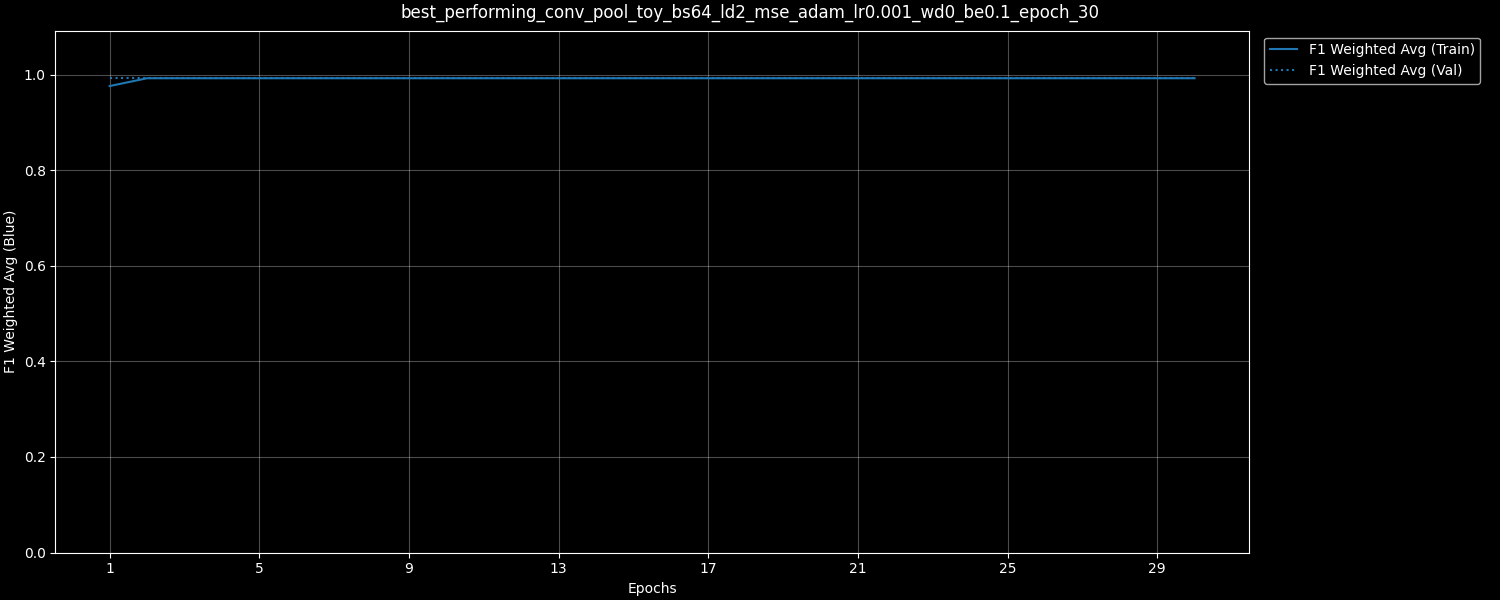 best_performing_conv_pool_toy_bs64_ld2_mse_adam_lr0.001_wd0_be0.1_epoch_30
F1 Weighted Avg (Train)
F1 Weighted Avg (Val)
F1 Weighted Avg (Blue)
1.0
0.8
0.6
0.4
0.2
0.0
1 5 9 13 17 21 25 29
Epochs